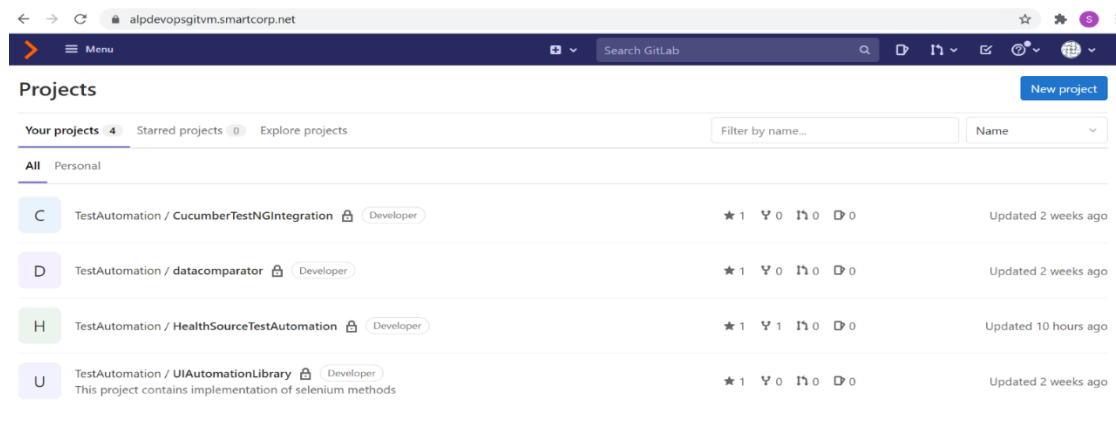 alpdevopsgitvm.smartcorp.net
S
Menu
Search GitLab
Projects
New project
Your projects 4 Starred projects 0 Explore projects
Filter by name...
Name
All Personal
C TestAutomation / CucumberTestNGIntegration Developer 1 0 0 0 Updated 2 weeks ago
D TestAutomation / datacomparator Developer 1 0 0 0 Updated 2 weeks ago
H TestAutomation / HealthSourceTestAutomation Developer 1 1 0 0 Updated 10 hours ago
U TestAutomation / UIAutomationLibrary Developer 1 0 0 0 Updated 2 weeks ago
This project contains implementation of selenium methods